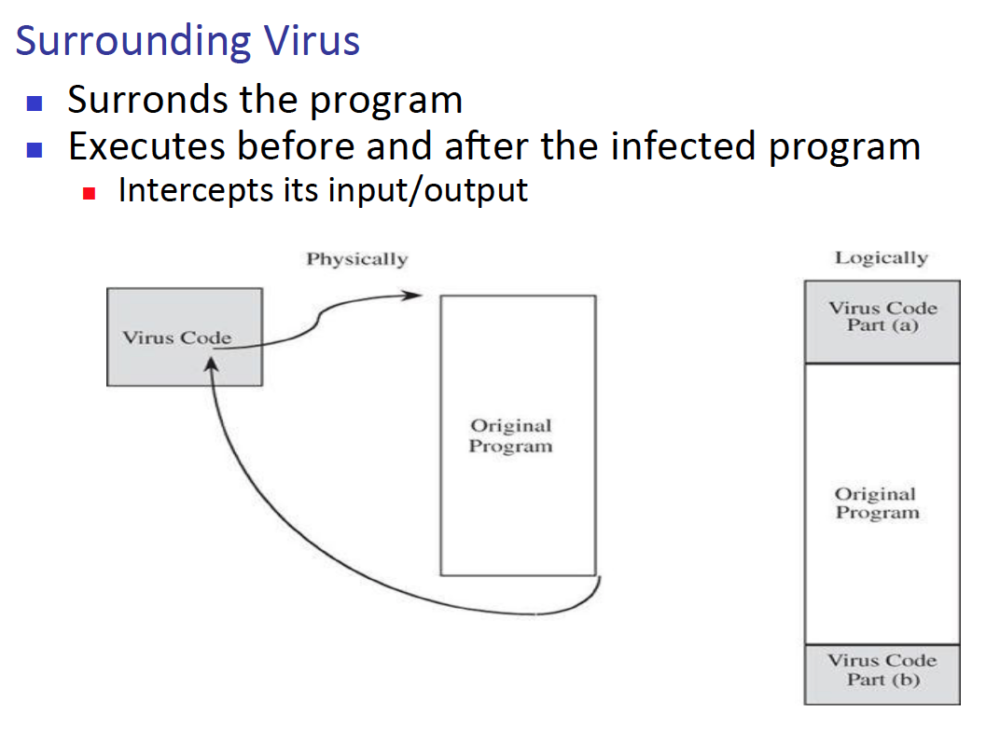 Surrounding Virus
Surronds the program
Executes before and after the infected program
Intercepts its input/output
Physically
Virus Code
Original
Program
Logically
Virus Code
Part (a)
Original
Program
Virus Code
Part (b)